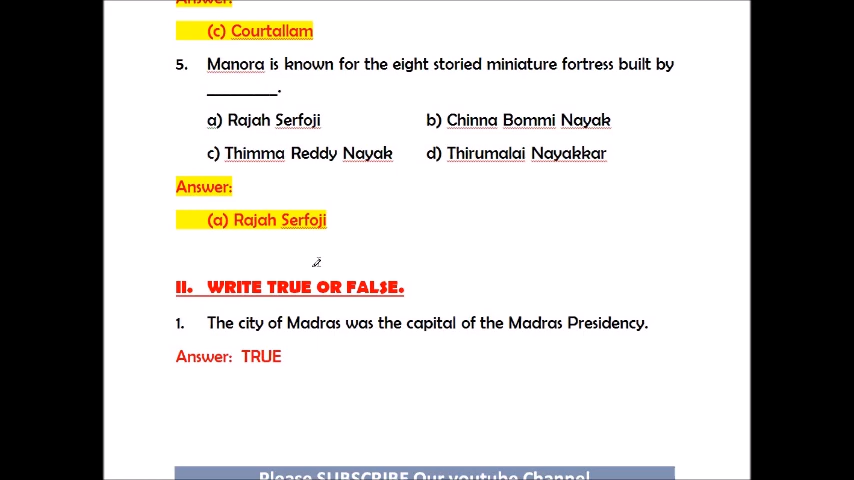 Answer:
(c) Courtallam
5. Manora is known for the eight storied miniature fortress built by
________.
a) Rajah Serfoji b) Chinna Bommi Nayak
c) Thimma Reddy Nayak d) Thirumalai Nayakkar
Answer:
(a) Rajah Serfoji
II. WRITE TRUE OR FALSE.
1. The city of Madras was the capital of the Madras Presidency.
Answer: TRUE
Please SUBSCRIBE Our youtube Channel